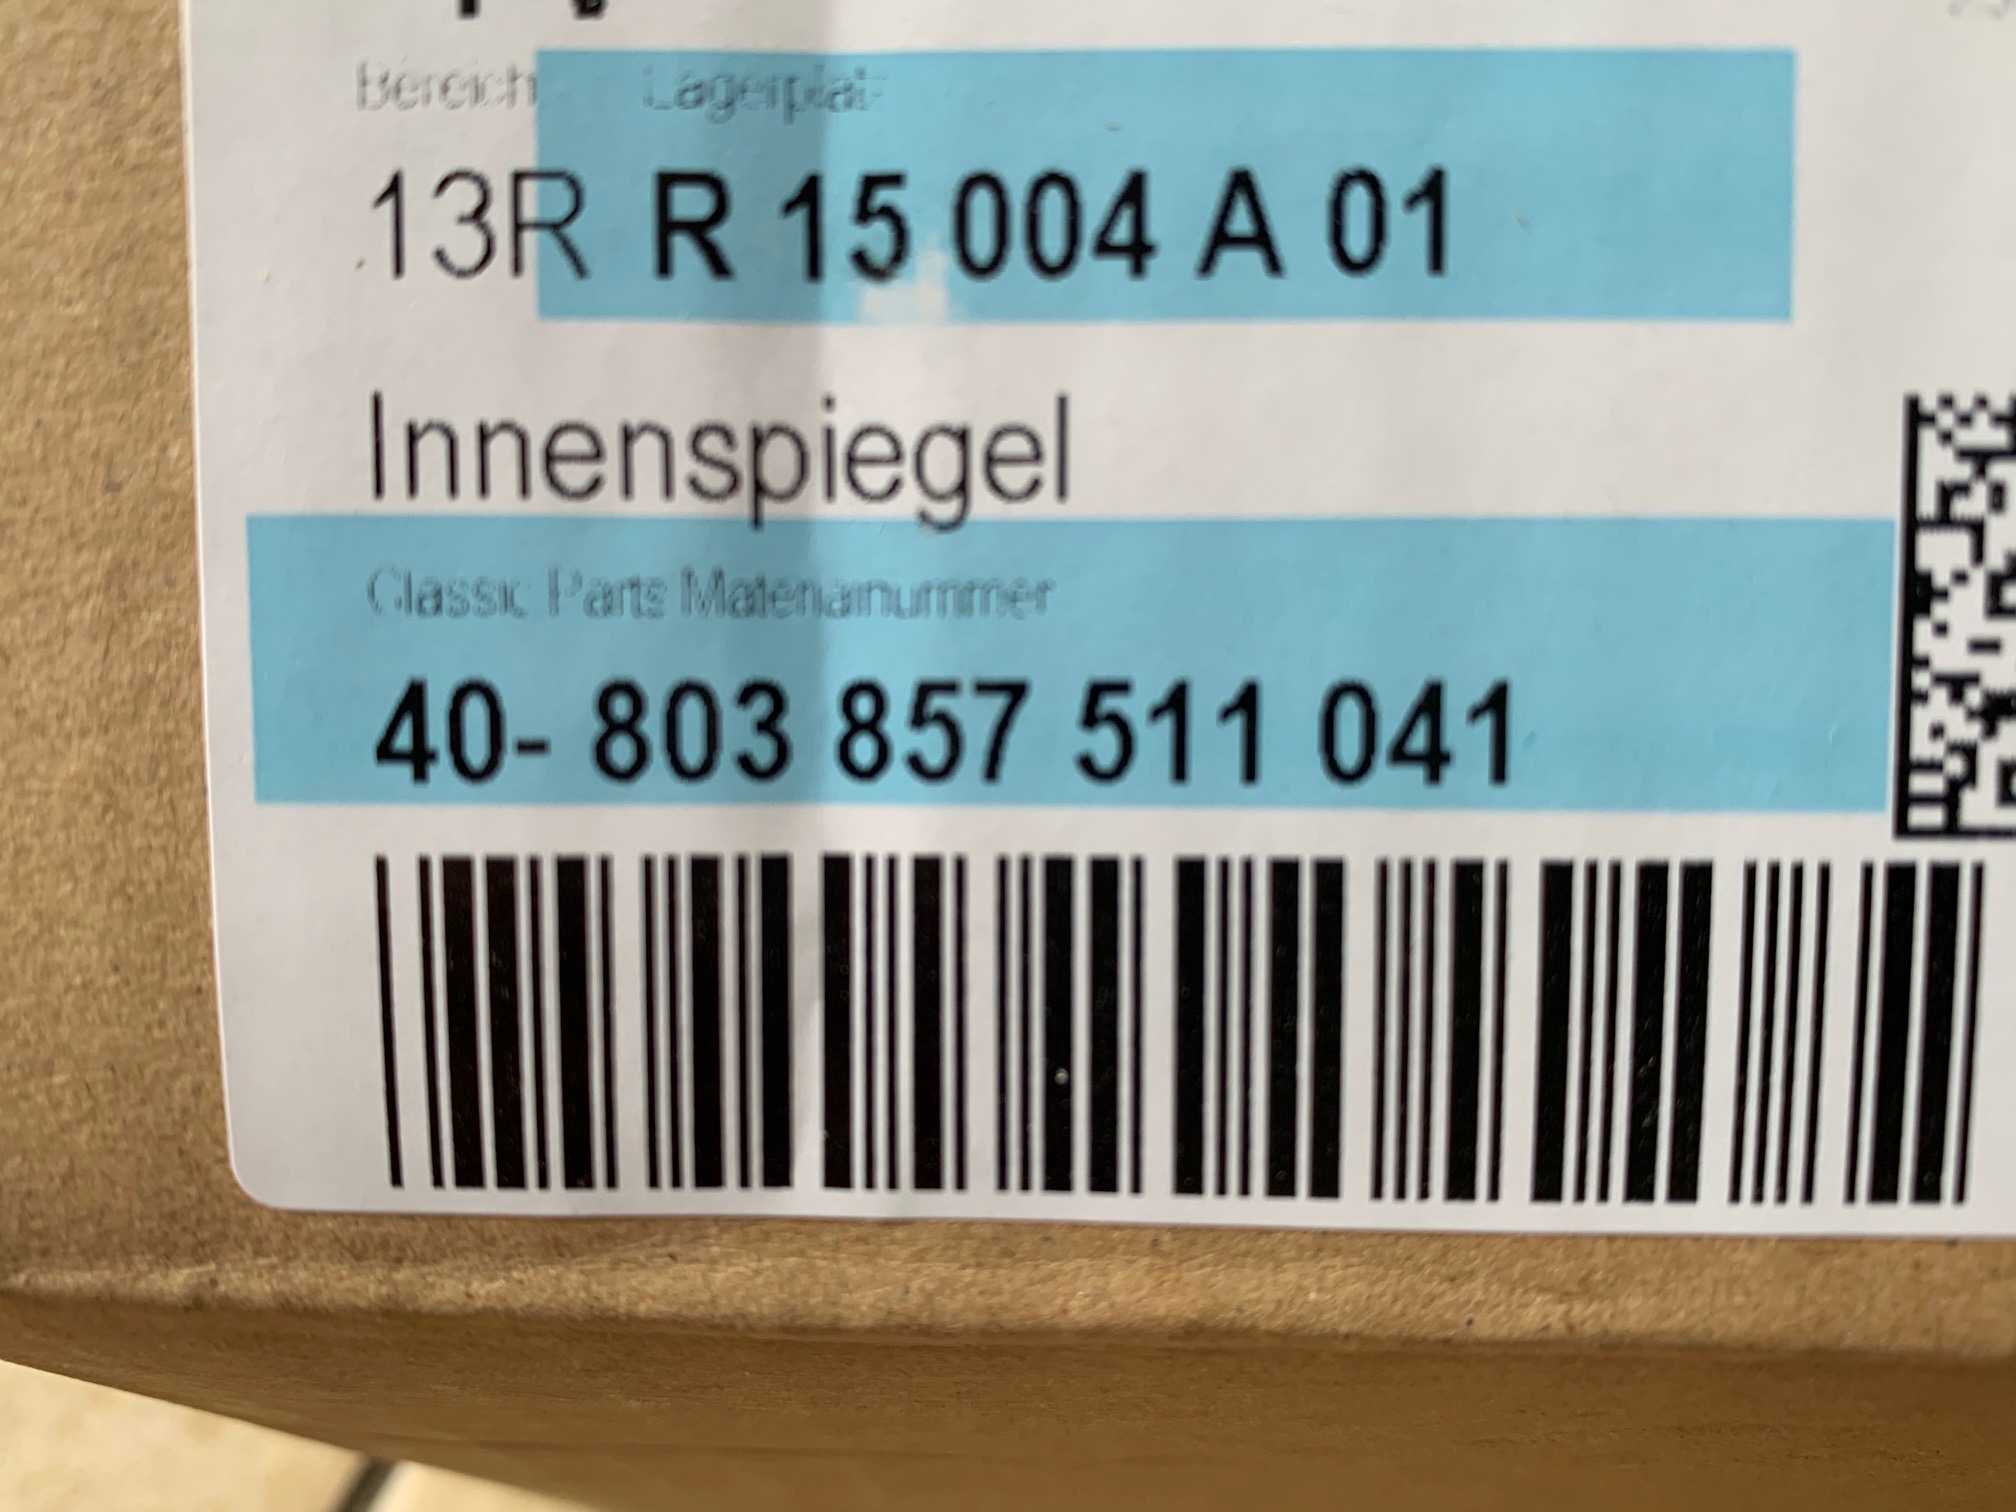 Bereich Lagerplatz
13R R 15 004 A 01
Innenspiegel
Classic Parts Materialnummer
40- 803 857 511 041